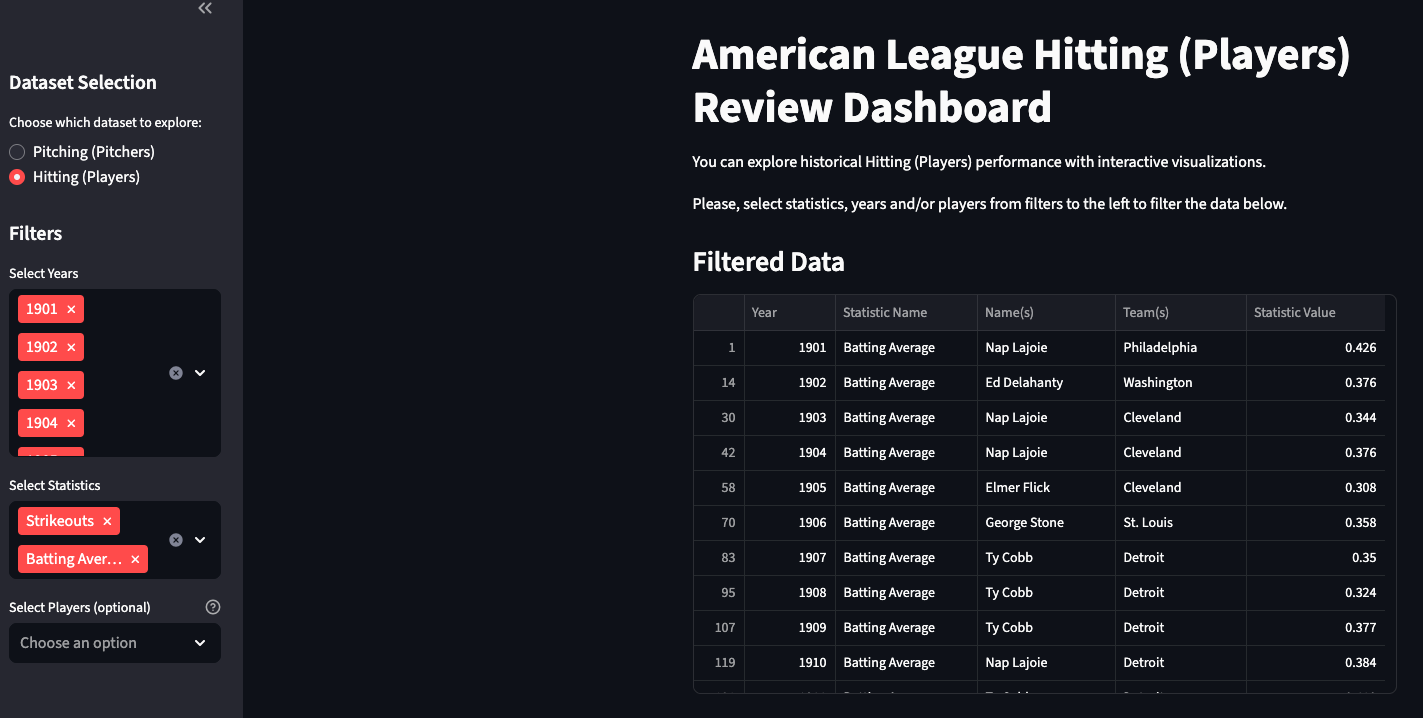 Dataset Selection
Choose which dataset to explore:
Pitching (Pitchers)
Hitting (Players)
Filters
Select Years
1901 ×
1902 ×
1903 ×
1904 ×
Select Statistics
Strikeouts ×
Batting Aver... ×
Select Players (optional)
Choose an option
American League Hitting (Players)
Review Dashboard
You can explore historical Hitting (Players) performance with interactive visualizations.
Please, select statistics, years and/or players from filters to the left to filter the data below.
Filtered Data
Year Statistic Name Name(s) Team(s) Statistic Value
1 1901 Batting Average Nap Lajoie Philadelphia 0.426
14 1902 Batting Average Ed Delahanty Washington 0.376
30 1903 Batting Average Nap Lajoie Cleveland 0.344
42 1904 Batting Average Nap Lajoie Cleveland 0.376
58 1905 Batting Average Elmer Flick Cleveland 0.308
70 1906 Batting Average George Stone St. Louis 0.358
83 1907 Batting Average Ty Cobb Detroit 0.35
95 1908 Batting Average Ty Cobb Detroit 0.324
107 1909 Batting Average Ty Cobb Detroit 0.377
119 1910 Batting Average Nap Lajoie Detroit 0.384